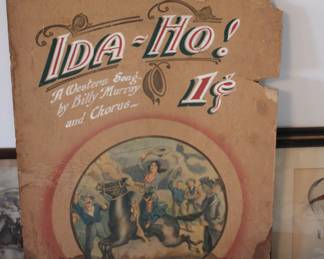 IDA-HO!
A Western Song
by Billy Murray
and Chorus
1¢